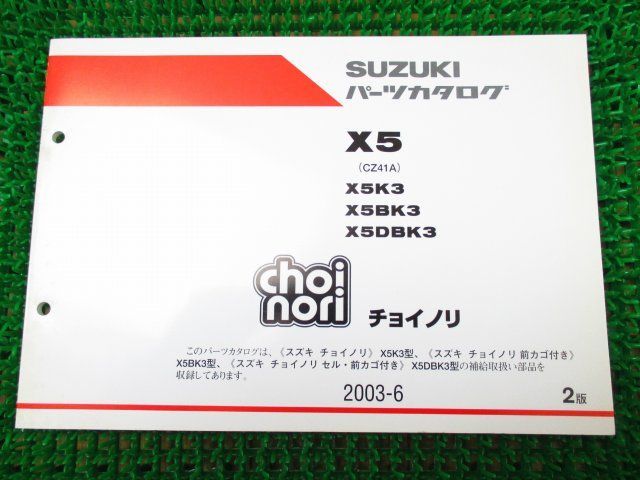 SUZUKI
パーツカタログ
X5
(CZ41A)
X5K3
X5BK3
X5DBK3
choi
nori
チョイノリ
このパーツカタログは、《スズキ チョイノリ》 X5K3型、《スズキ チョイノリ 前カゴ付き》
X5BK3型、《スズキ チョイノリ セル・前カゴ付き》 X5DBK3型の補給取扱い部品を
収録してあります。
2003-6
2版